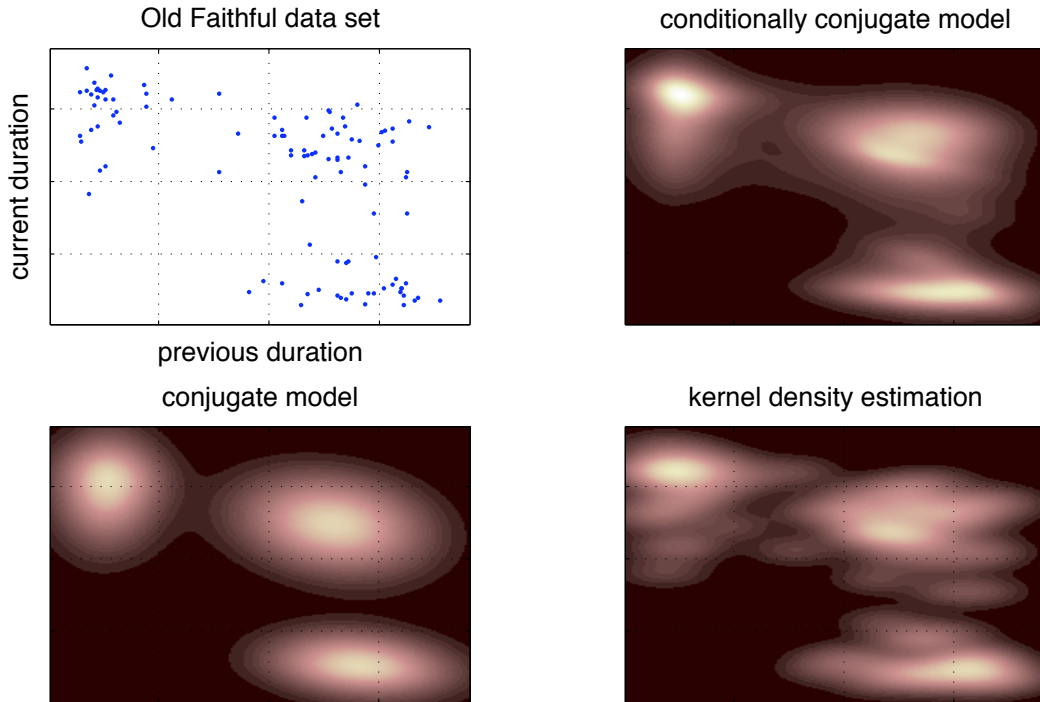 Old Faithful data set
conditionally conjugate model
current duration
previous duration
conjugate model
kernel density estimation